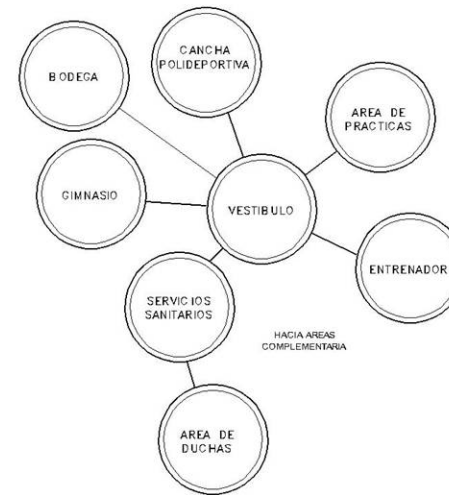 CANCHA
POLIDEPORTIVA
BODEGA
AREA DE
PRACTICAS
GIMNASIO
VESTIBULO
ENTRENADOR
SERVICIOS
SANITARIOS
HACIA AREAS
COMPLEMENTARIA
AREA DE
DUCHAS